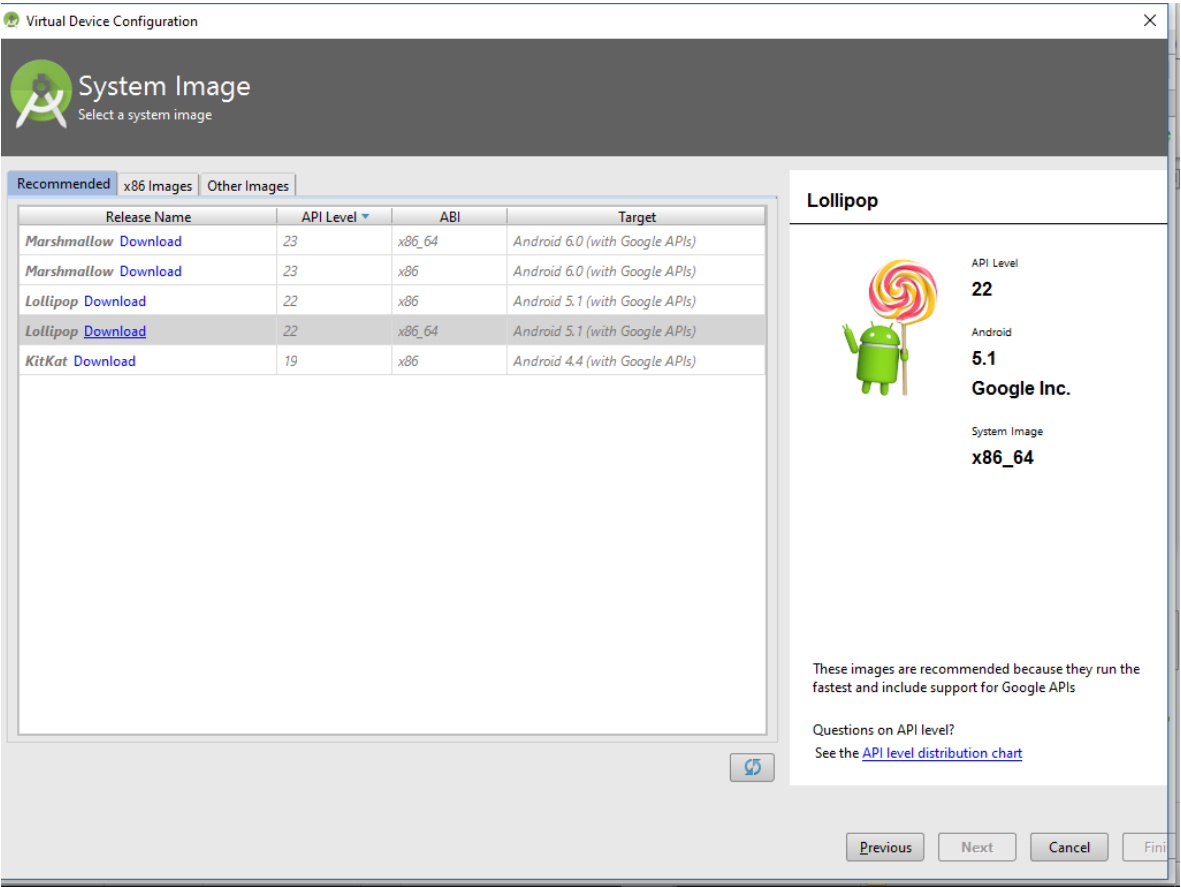 Virtual Device Configuration
System Image
Select a system image
Recommended x86 Images Other Images
Release Name API Level ABI Target
Marshmallow Download 23 x86_64 Android 6.0 (with Google APIs)
Marshmallow Download 23 x86 Android 6.0 (with Google APIs)
Lollipop Download 22 x86 Android 5.1 (with Google APIs)
Lollipop Download 22 x86_64 Android 5.1 (with Google APIs)
KitKat Download 19 x86 Android 4.4 (with Google APIs)
Lollipop
API Level
22
Android
5.1
Google Inc.
System Image
x86_64
These images are recommended because they run the
fastest and include support for Google APIs
Questions on API level?
See the API level distribution chart
Previous Next Cancel